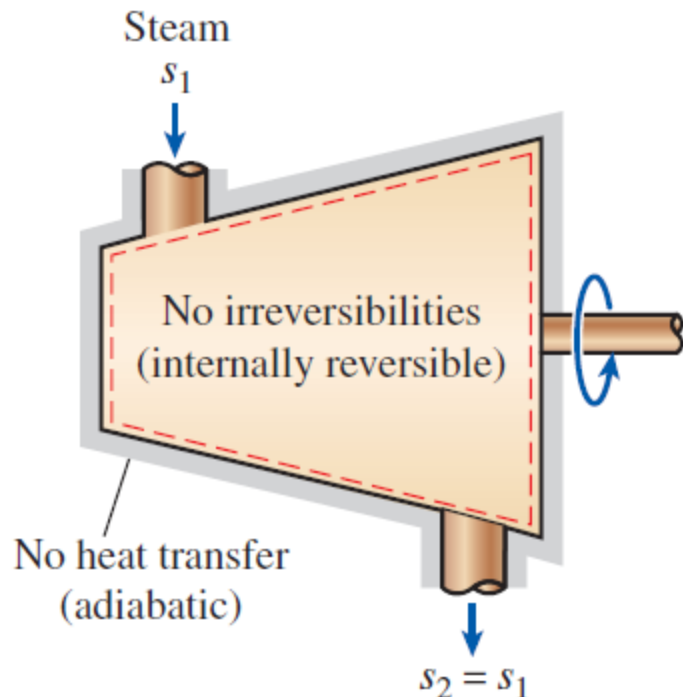 Steam
s₁
No irreversibilities
(internally reversible)
No heat transfer
(adiabatic)
s₂ = s₁